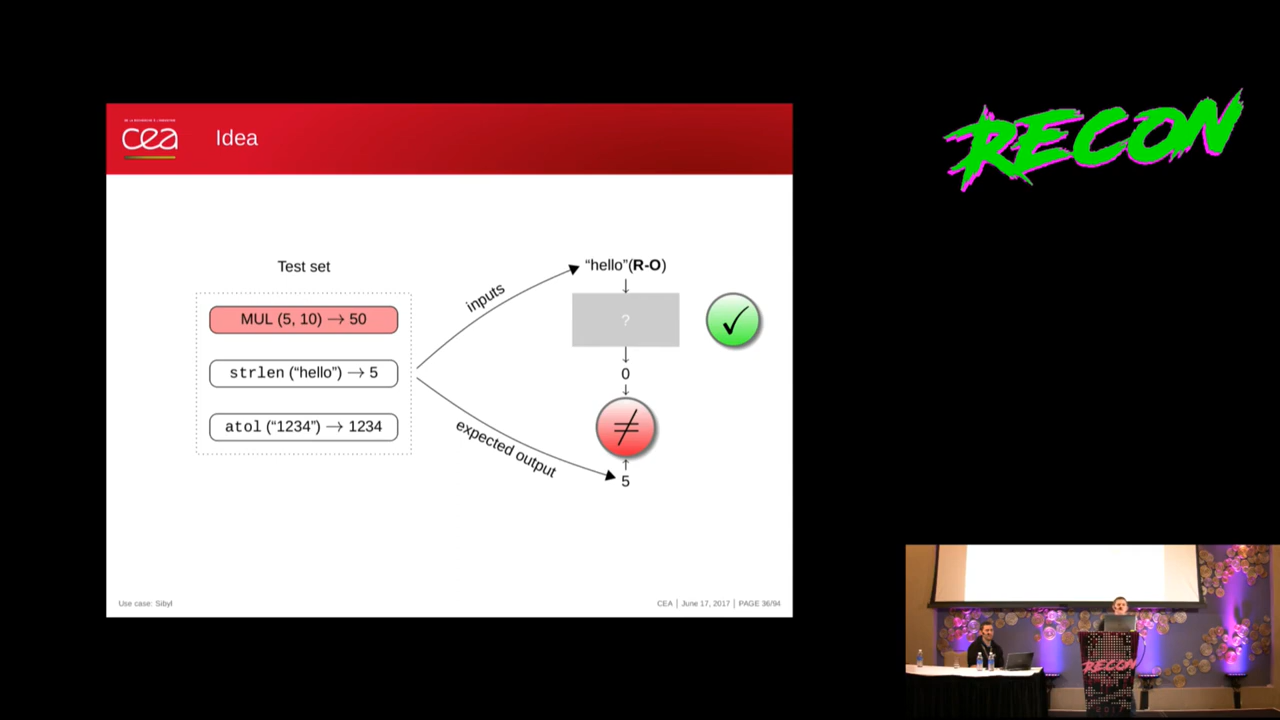 RECON
cea
Idea
Test set
MUL (5, 10) → 50
strlen (“hello”) → 5
atol (“1234”) → 1234
inputs
expected output
“hello”(R-O)
?
0
≠
5
Use case: Sibyl
CEA | June 17, 2017 | PAGE 36/94
RECON